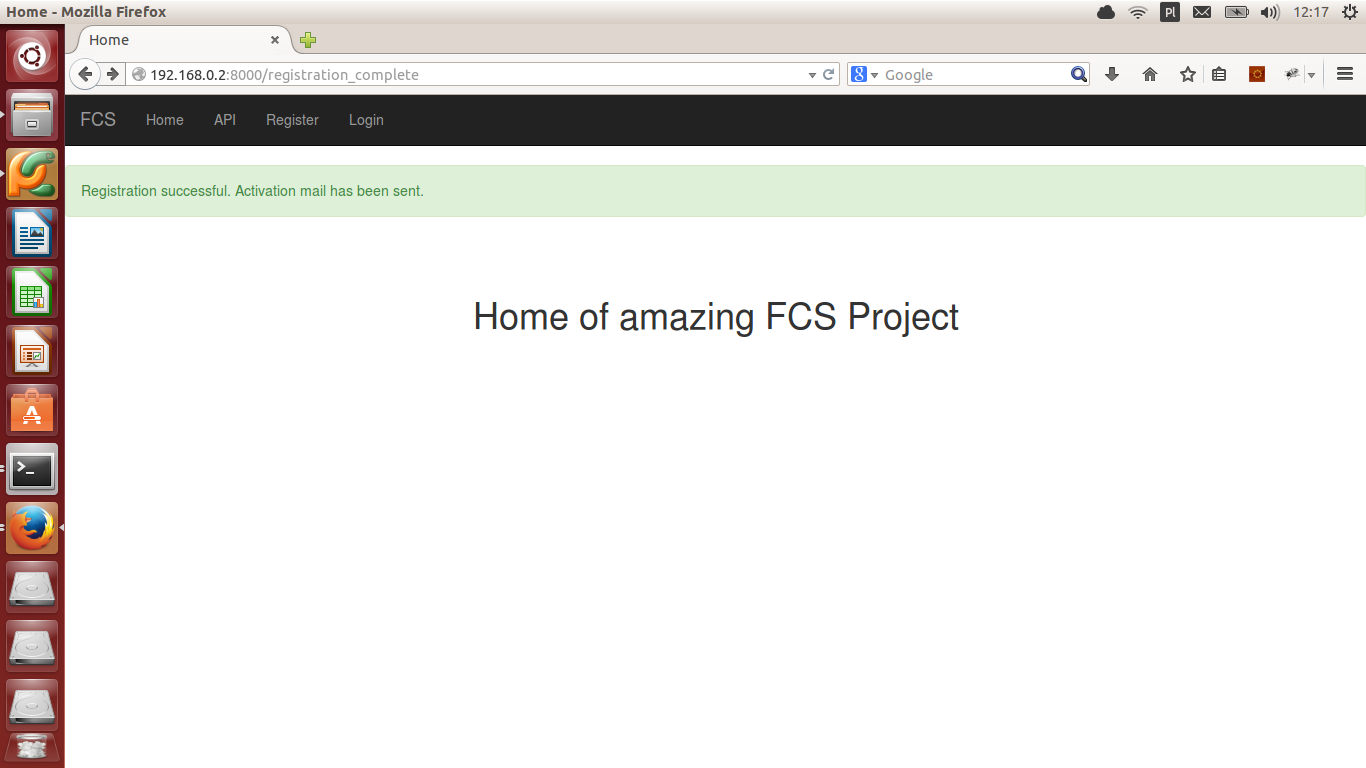 Home - Mozilla Firefox
Pl
12:17
Home
192.168.0.2:8000/registration_complete
Google
FCS Home API Register Login
Registration successful. Activation mail has been sent.
Home of amazing FCS Project